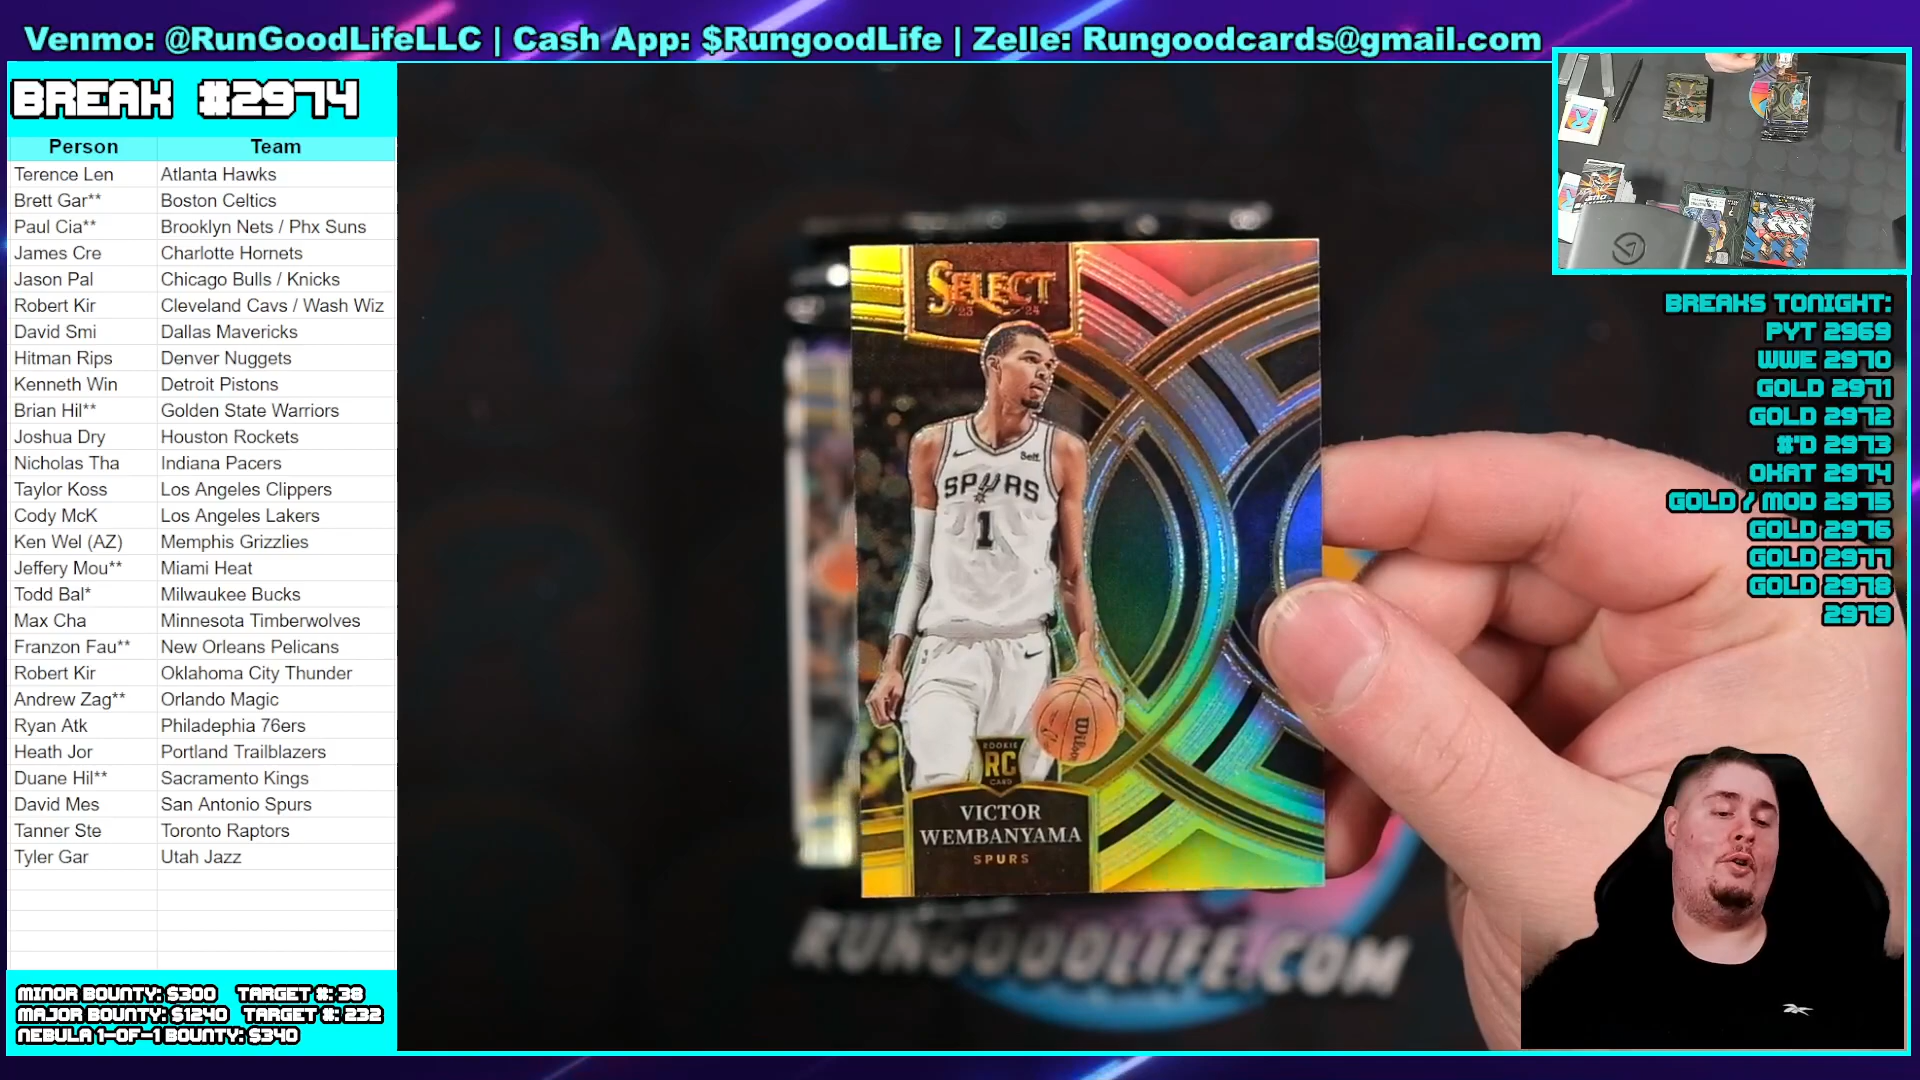 Venmo: @RunGoodLifeLLC | Cash App: $RungoodLife | Zelle: Rungoodcards@gmail.com
BREAK #2974
Person Team
Terence Len Atlanta Hawks
Brett Gar** Boston Celtics
Paul Cia** Brooklyn Nets / Phx Suns
James Cre Charlotte Hornets
Jason Pal Chicago Bulls / Knicks
Robert Kir Cleveland Cavs / Wash Wiz
David Smi Dallas Mavericks
Hitman Rips Denver Nuggets
Kenneth Win Detroit Pistons
Brian Hil** Golden State Warriors
Joshua Dry Houston Rockets
Nicholas Tha Indiana Pacers
Taylor Koss Los Angeles Clippers
Cody McK Los Angeles Lakers
Ken Wel (AZ) Memphis Grizzlies
Jeffery Mou** Miami Heat
Todd Bal* Milwaukee Bucks
Max Cha Minnesota Timberwolves
Franzon Fau** New Orleans Pelicans
Robert Kir Oklahoma City Thunder
Andrew Zag** Orlando Magic
Ryan Atk Philadephia 76ers
Heath Jor Portland Trailblazers
Duane Hil** Sacramento Kings
David Mes San Antonio Spurs
Tanner Ste Toronto Raptors
Tyler Gar Utah Jazz
MINOR BOUNTY: $300 TARGET #: 38
MAJOR BOUNTY: $1240 TARGET #: 232
NEBULA 1-OF-1 BOUNTY: $340
SELECT
23 24
Self
SPURS
1
Wilson
ROOKIE
RC
CARD
VICTOR
WEMBANYAMA
SPURS
RUNGOODLIFE.COM
BREAKS TONIGHT:
PYT 2969
WWE 2970
GOLD 2971
GOLD 2972
#'D 2973
OKAT 2974
GOLD / MOD 2975
GOLD 2976
GOLD 2977
GOLD 2978
2979